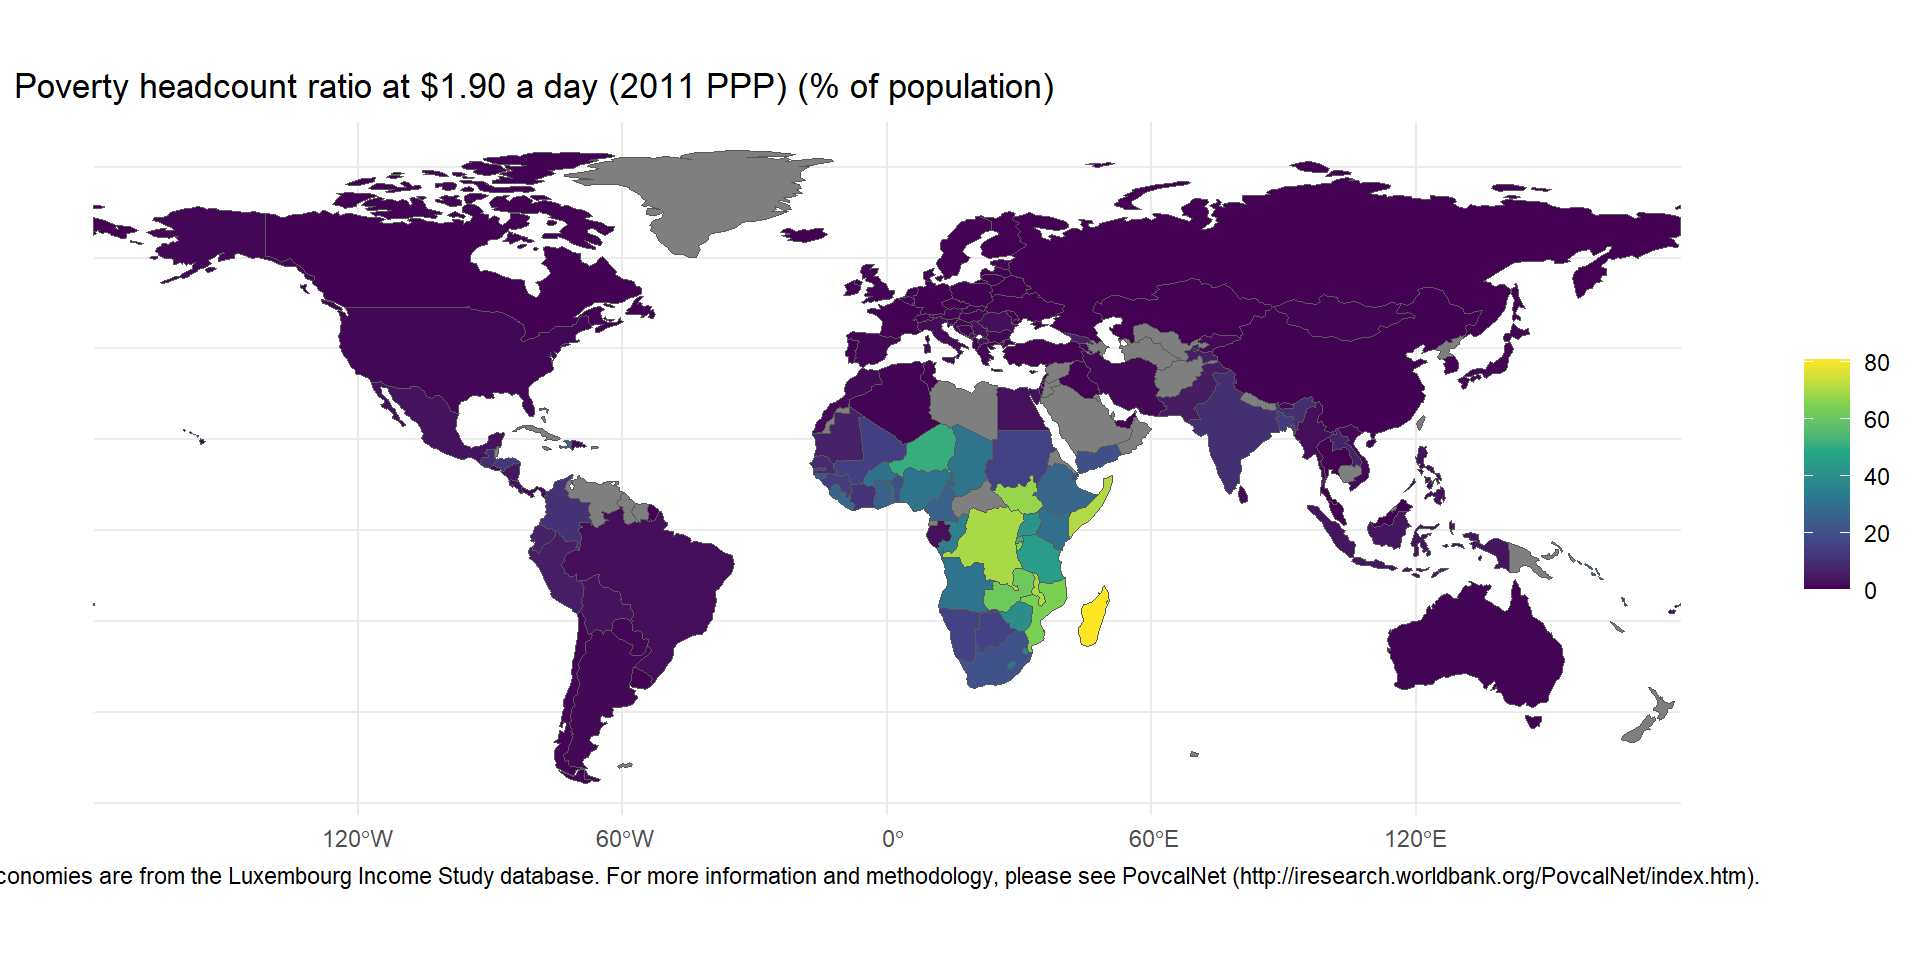 Poverty headcount ratio at $1.90 a day (2011 PPP) (% of population)
80
60
40
20
0
120°W
60°W
0°
60°E
120°E
conomies are from the Luxembourg Income Study database. For more information and methodology, please see PovcalNet (http://iresearch.worldbank.org/PovcalNet/index.htm).